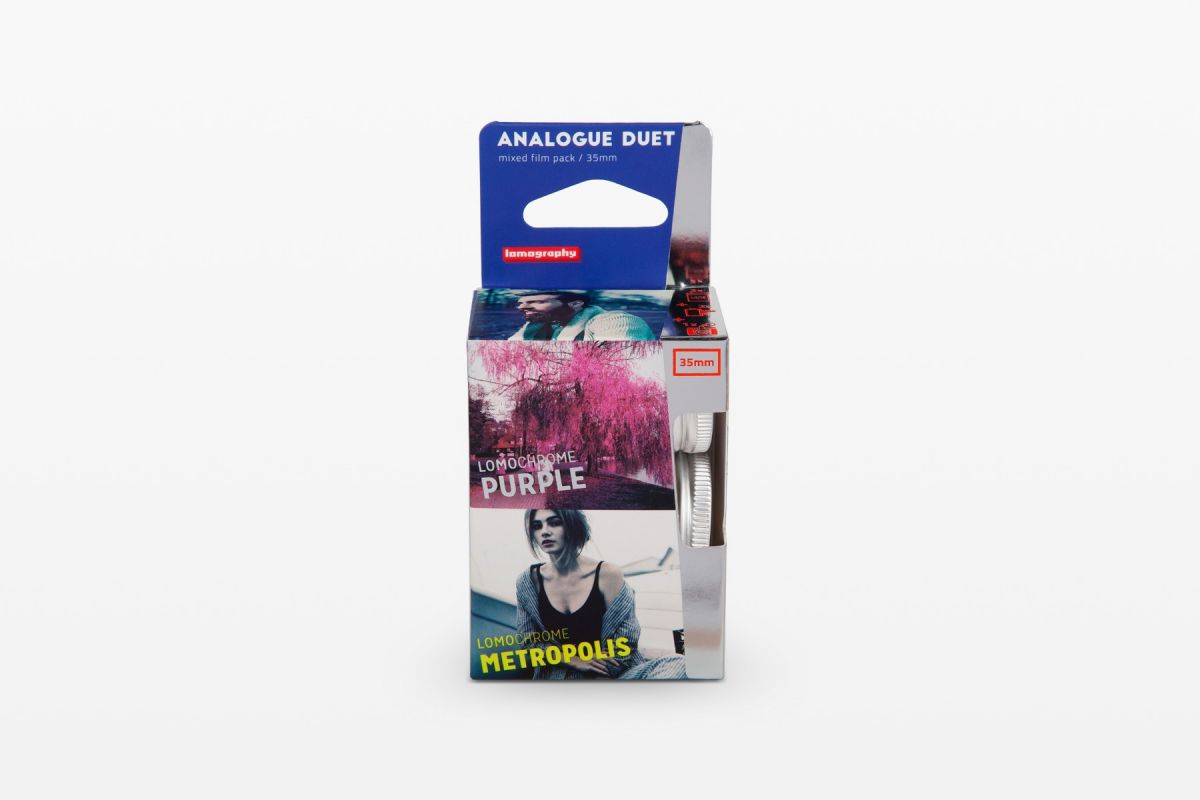 ANALOGUE DUET
mixed film pack / 35mm
lomography
35mm
LOMOCHROME
PURPLE
LOMOCHROME
METROPOLIS